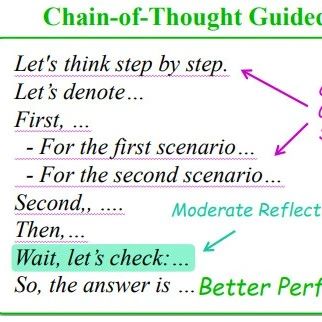 Chain-of-Thought Guided
Let's think step by step.
Let's denote…
First, …
- For the first scenario…
- For the second scenario…
Second,, ….
Moderate Reflect
Then,…
Wait, let's check:…
So, the answer is … Better Perf